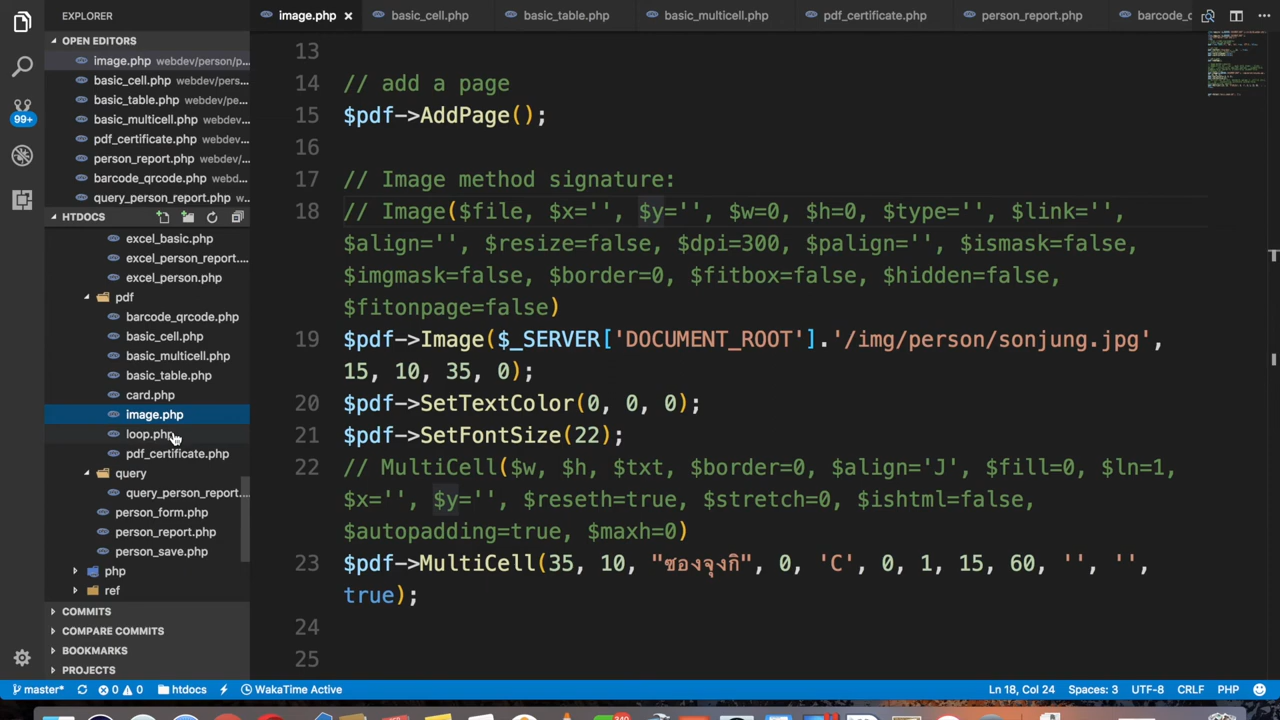 EXPLORER
image.php
basic_cell.php
basic_table.php
basic_multicell.php
pdf_certificate.php
person_report.php
barcode_c
OPEN EDITORS
image.php webdev/person/p...
basic_cell.php webdev/pers...
basic_table.php webdev/pe...
basic_multicell.php webdev/...
pdf_certificate.php webdev...
person_report.php webdev/...
barcode_qrcode.php webd...
query_person_report.php w...
99+
HTDOCS
excel_basic.php
excel_person_report....
excel_person.php
pdf
barcode_qrcode.php
basic_cell.php
basic_multicell.php
basic_table.php
card.php
image.php
loop.php
pdf_certificate.php
query
query_person_report....
person_form.php
person_report.php
person_save.php
php
ref
COMMITS
COMPARE COMMITS
BOOKMARKS
PROJECTS
13
14 // add a page
15 $pdf->AddPage();
16
17 // Image method signature:
18 // Image($file, $x='', $y='', $w=0, $h=0, $type='', $link='',
$align='', $resize=false, $dpi=300, $palign='', $ismask=false,
$imgmask=false, $border=0, $fitbox=false, $hidden=false,
$fitonpage=false)
19 $pdf->Image($_SERVER['DOCUMENT_ROOT'].'/img/person/sonjung.jpg',
15, 10, 35, 0);
20 $pdf->SetTextColor(0, 0, 0);
21 $pdf->SetFontSize(22);
22 // MultiCell($w, $h, $txt, $border=0, $align='J', $fill=0, $ln=1,
$x='', $y='', $reseth=true, $stretch=0, $ishtml=false,
$autopadding=true, $maxh=0)
23 $pdf->MultiCell(35, 10, "ซองจุงกิ", 0, 'C', 0, 1, 15, 60, '', '',
true);
24
25
master* 0 0 htdocs WakaTime Active Ln 18, Col 24 Spaces: 3 UTF-8 CRLF PHP